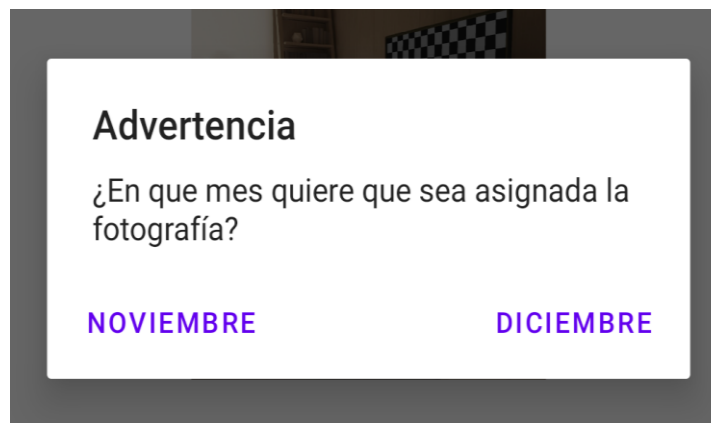 Advertencia
¿En que mes quiere que sea asignada la
fotografía?
NOVIEMBRE
DICIEMBRE